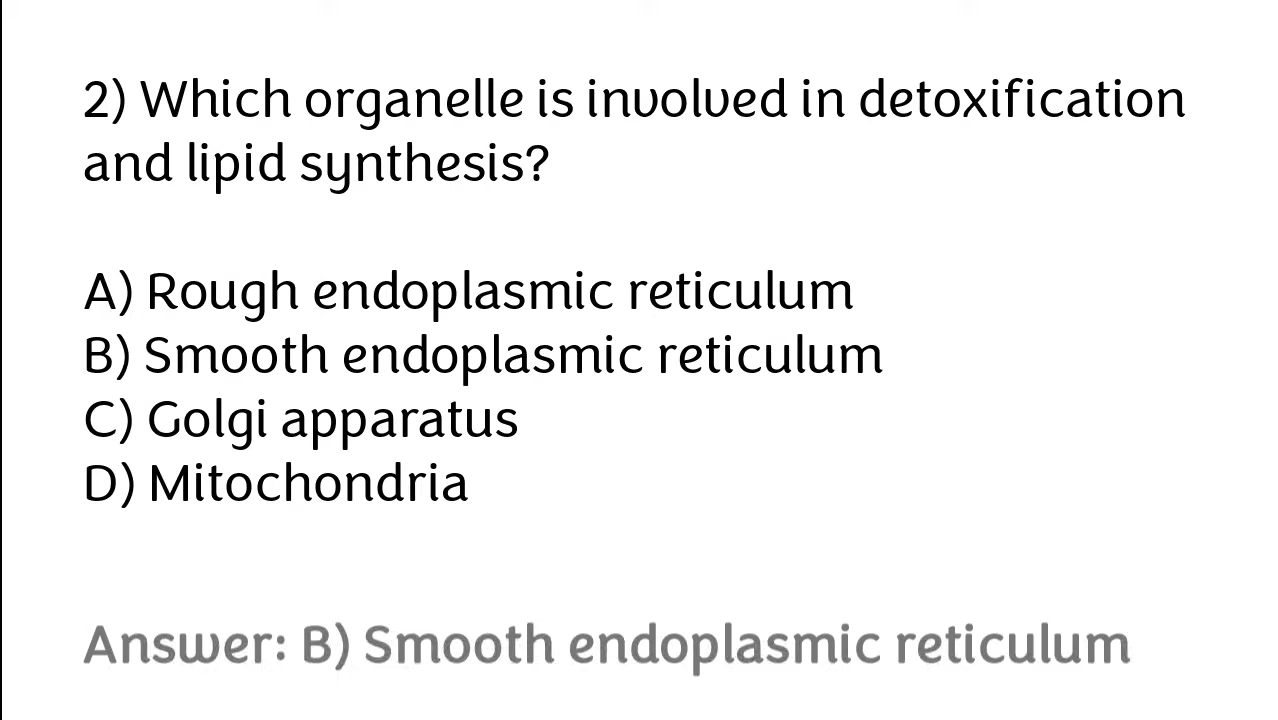 2) Which organelle is involved in detoxification
and lipid synthesis?
A) Rough endoplasmic reticulum
B) Smooth endoplasmic reticulum
C) Golgi apparatus
D) Mitochondria
Answer: B) Smooth endoplasmic reticulum